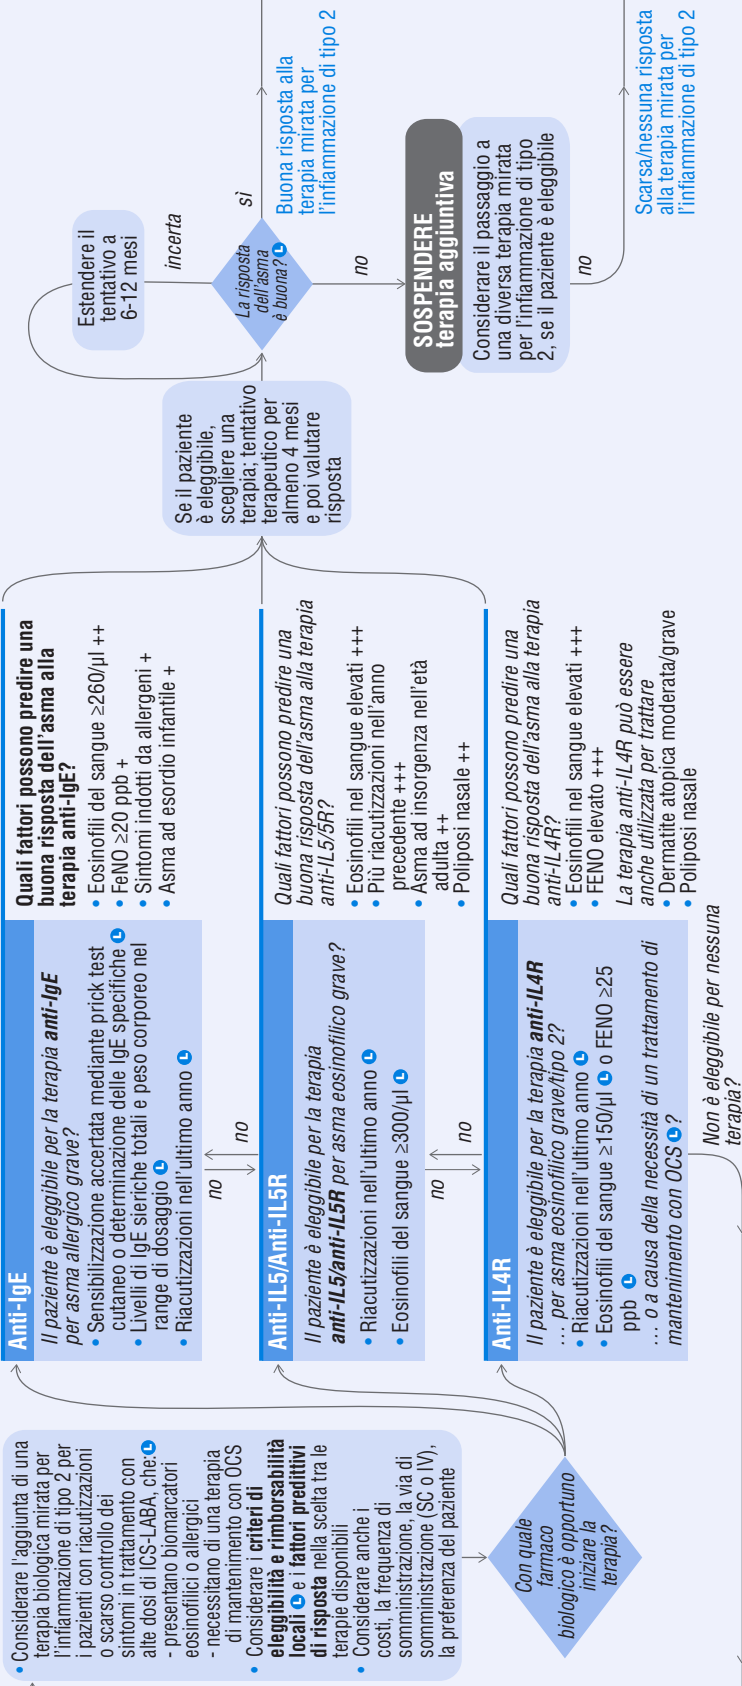 • Considerare l'aggiunta di una
terapia biologica mirata per
l'infiammazione di tipo 2 per
i pazienti con riacutizzazioni
o scarso controllo dei
sintomi in trattamento con
alte dosi di ICS-LABA, che: L
- presentano biomarcatori
eosinofilici o allergici
- necessitano di una terapia
di mantenimento con OCS
• Considerare i criteri di
eleggibilità e rimborsabilità
locali L e i fattori predittivi
di risposta nella scelta tra le
terapie disponibili
• Considerare anche i
costi, la frequenza di
somministrazione, la via di
somministrazione (SC o IV),
la preferenza del paziente
Con quale
farmaco
biologico è opportuno
iniziare la
terapia?
Anti-IgE
Il paziente è eleggibile per la terapia anti-IgE
per asma allergico grave?
• Sensibilizzazione accertata mediante prick test
cutaneo o determinazione delle IgE specifiche L
• Livelli di IgE sieriche totali e peso corporeo nel
range di dosaggio L
• Riacutizzazioni nell'ultimo anno L
Quali fattori possono predire una
buona risposta dell'asma alla
terapia anti-IgE?
• Eosinofili del sangue ≥260/µl ++
• FeNO ≥20 ppb +
• Sintomi indotti da allergeni +
• Asma ad esordio infantile +
no
no
Anti-IL5/Anti-IL5R
Il paziente è eleggibile per la terapia
anti-IL5/anti-IL5R per asma eosinofilico grave?
• Riacutizzazioni nell'ultimo anno L
• Eosinofili del sangue ≥300/µl L
Quali fattori possono predire una
buona risposta dell'asma alla terapia
anti-IL5/5R?
• Eosinofili nel sangue elevati +++
• Più riacutizzazioni nell'anno
precedente +++
• Asma ad insorgenza nell'età
adulta ++
• Poliposi nasale ++
no
no
Anti-IL4R
Il paziente è eleggibile per la terapia anti-IL4R
… per asma eosinofilico grave/tipo 2?
• Riacutizzazioni nell'ultimo anno L
• Eosinofili del sangue ≥150/µl L o FENO ≥25
ppb L
… o a causa della necessità di un trattamento di
mantenimento con OCS L?
Quali fattori possono predire una
buona risposta dell'asma alla terapia
anti-IL4R?
• Eosinofili nel sangue elevati +++
• FENO elevato +++
La terapia anti-IL4R può essere
anche utilizzata per trattare
• Dermatite atopica moderata/grave
• Poliposi nasale
Non è eleggibile per nessuna
terapia?
Se il paziente
è eleggibile,
scegliere una
terapia; tentativo
terapeutico per
almeno 4 mesi
e poi valutare
risposta
Estendere il
tentativo a
6-12 mesi
incerta
La risposta
dell'asma
è buona? L
sì
Buona risposta alla
terapia mirata per
l'infiammazione di tipo 2
no
SOSPENDERE
terapia aggiuntiva
Considerare il passaggio a
una diversa terapia mirata
per l'infiammazione di tipo
2, se il paziente è eleggibile
no
Scarsa/nessuna risposta
alla terapia mirata per
l'infiammazione di tipo 2